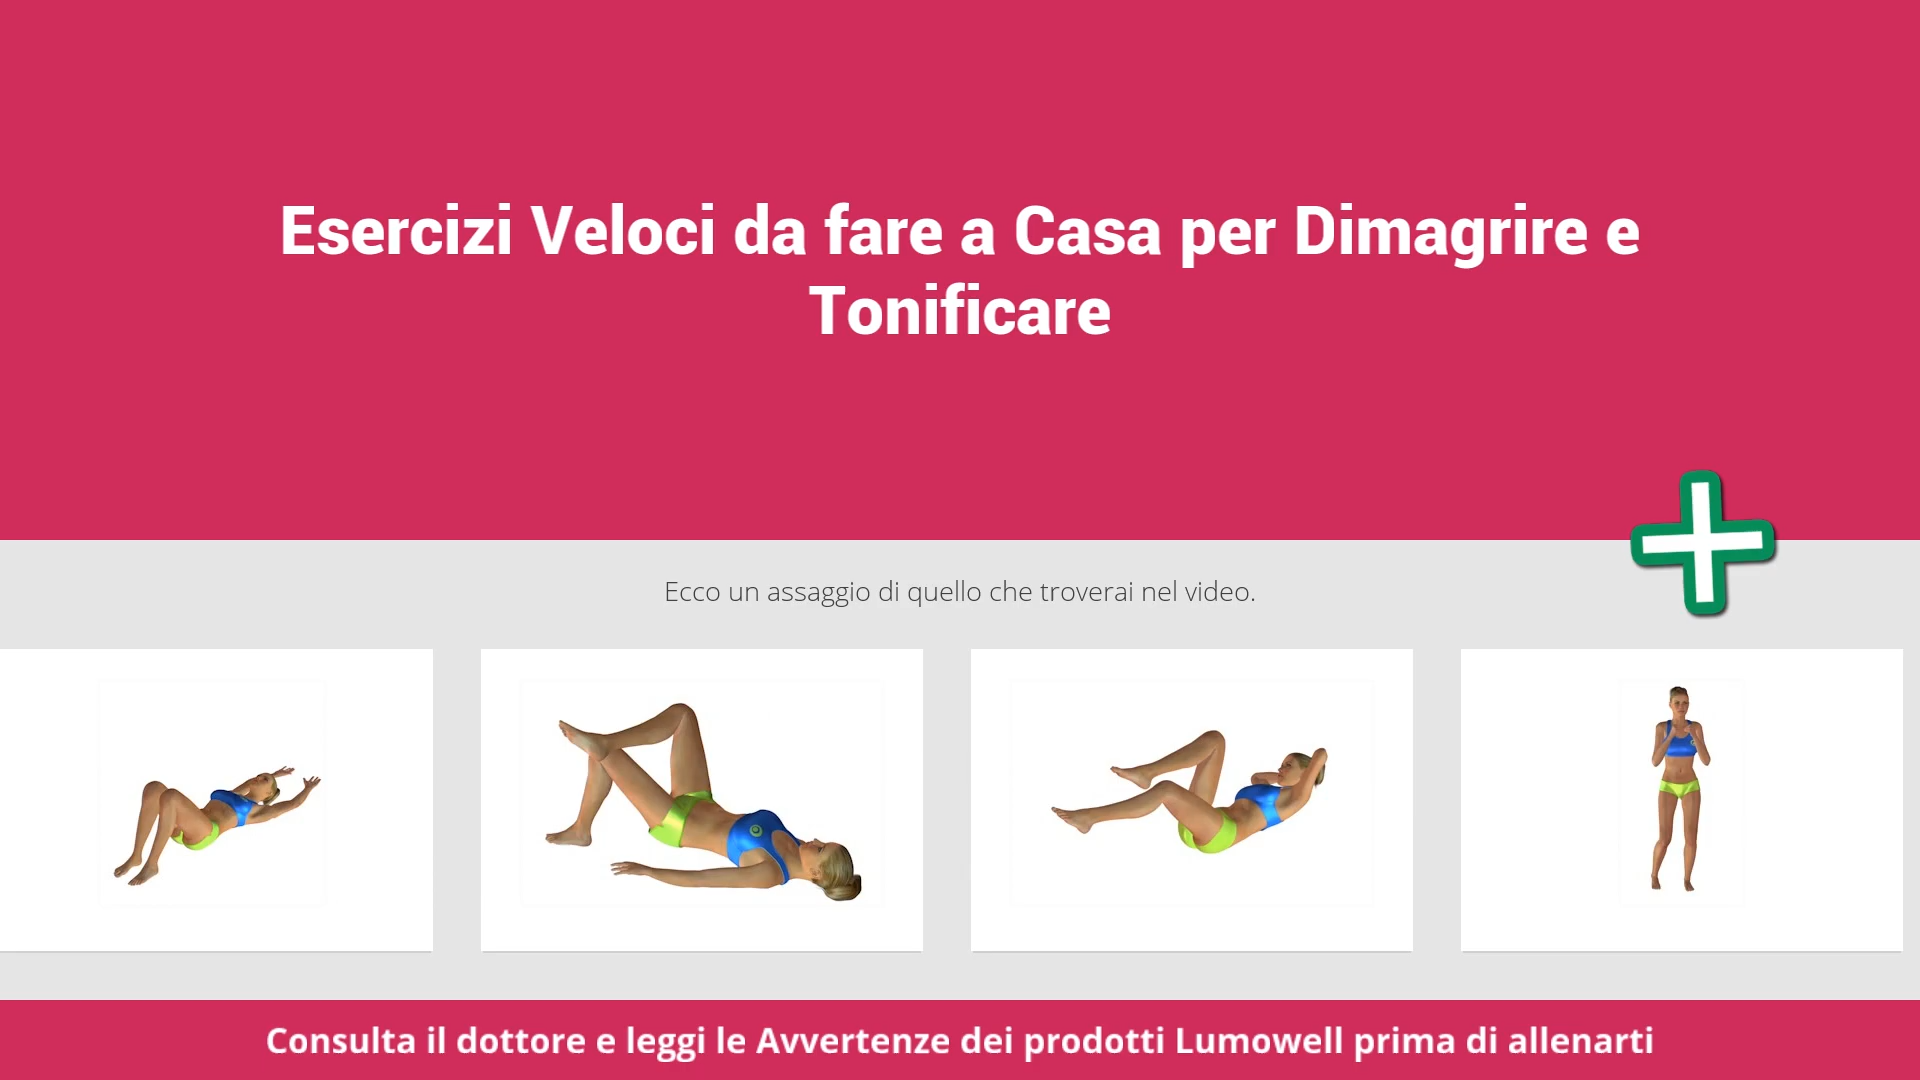 Esercizi Veloci da fare a Casa per Dimagrire e
Tonificare
Ecco un assaggio di quello che troverai nel video.
Consulta il dottore e leggi le Avvertenze dei prodotti Lumowell prima di allenarti